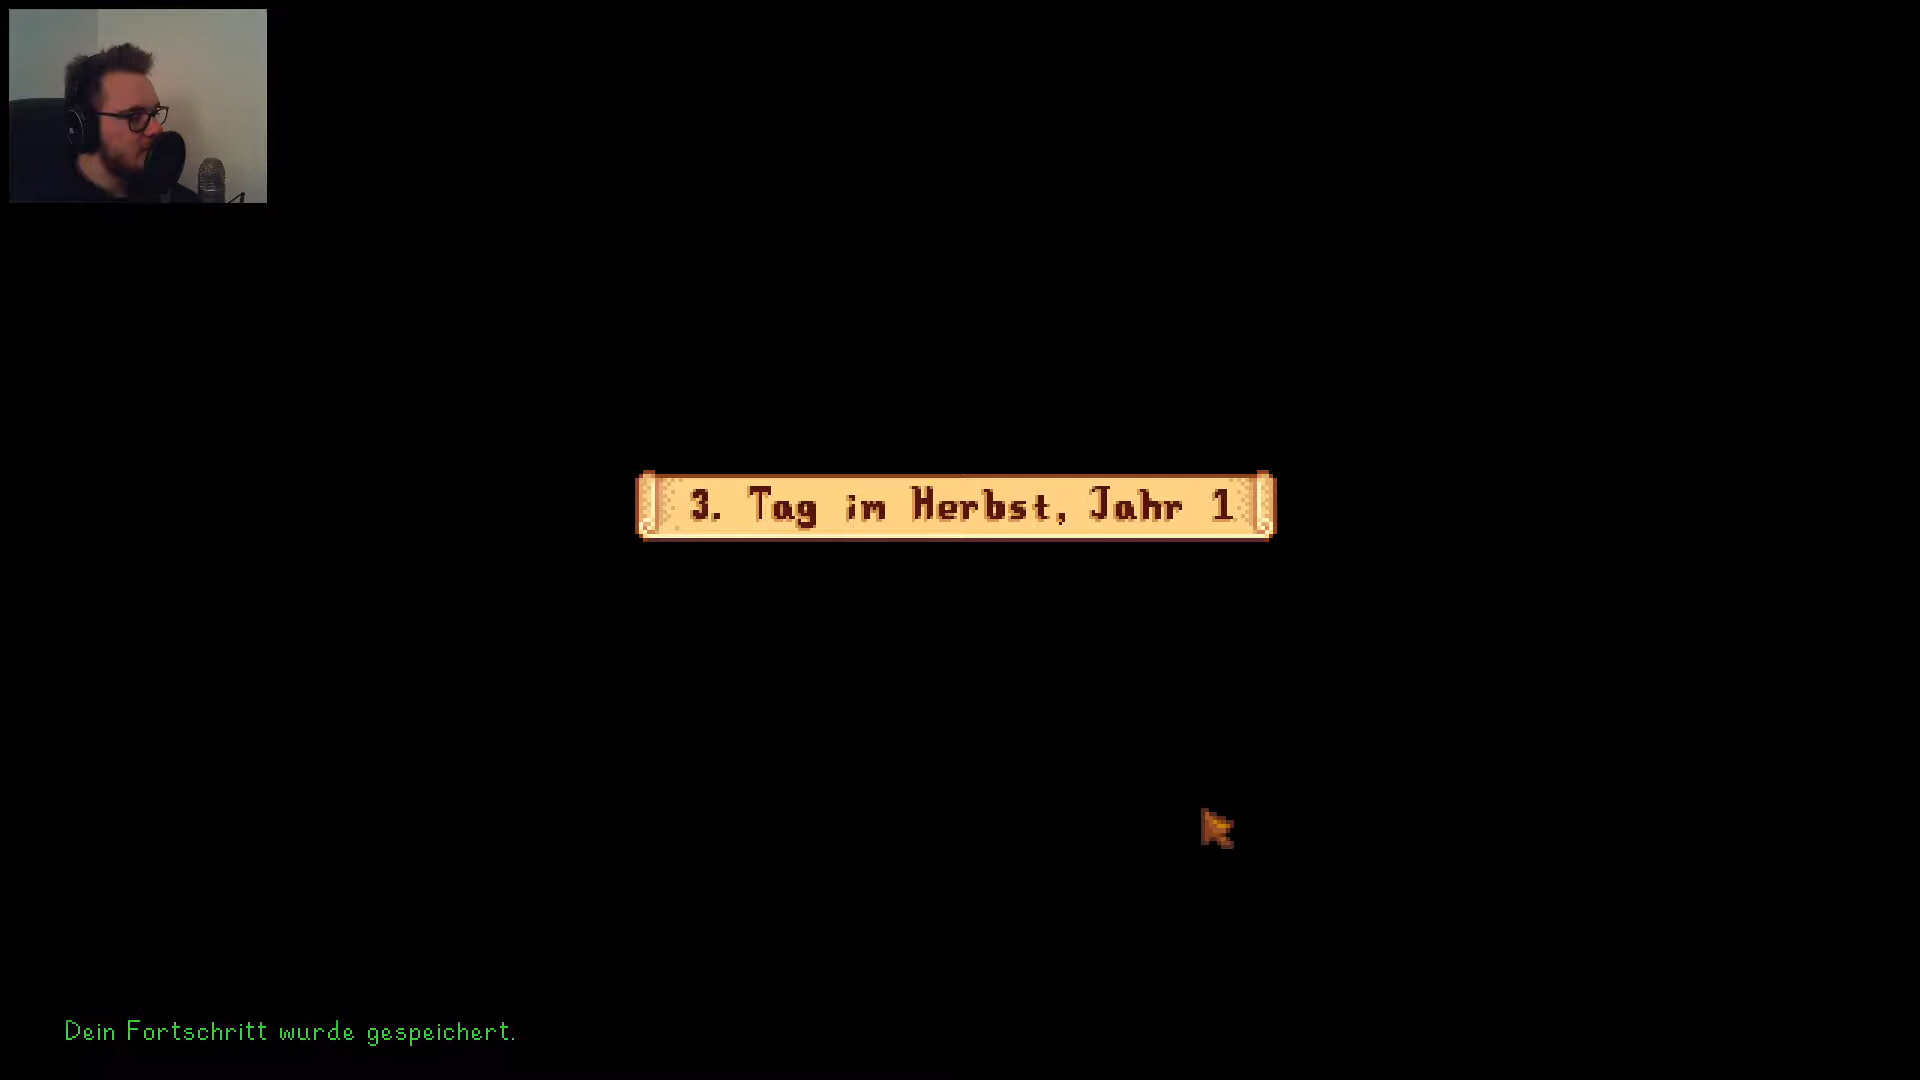 3. Tag im Herbst, Jahr 1
Dein Fortschritt wurde gespeichert.